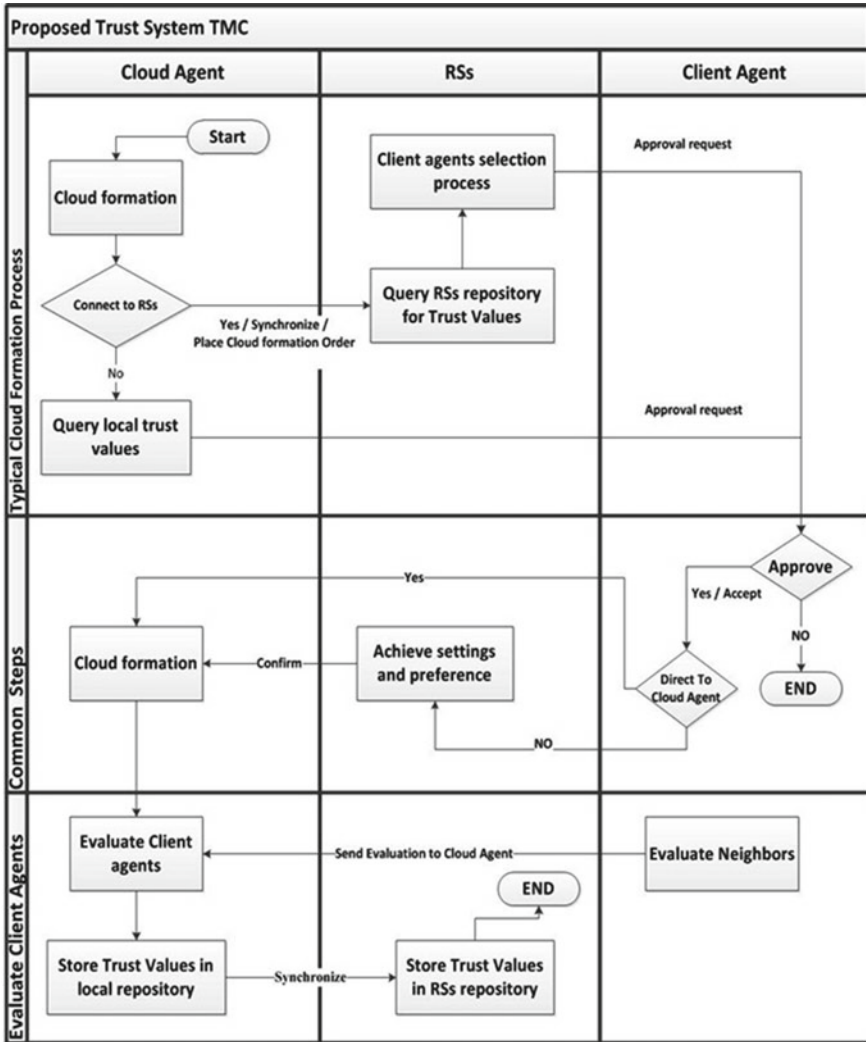 Proposed Trust System TMC
Cloud Agent
RSs
Client Agent
Typical Cloud Formation Process
Start
Cloud formation
Connect to RSs
Yes / Synchronize /
Place Cloud formation Order
No
Query local trust
values
Client agents selection
process
Query RSs repository
for Trust Values
Approval request
Approval request
Common Steps
Approve
Yes / Accept
NO
END
Direct To
Cloud Agent
Yes
NO
Achieve settings
and preference
Confirm
Cloud formation
Evaluate Client Agents
Evaluate Client
agents
Send Evaluation to Cloud Agent
Evaluate Neighbors
Store Trust Values in
local repository
Synchronize
Store Trust Values
in RSs repository
END